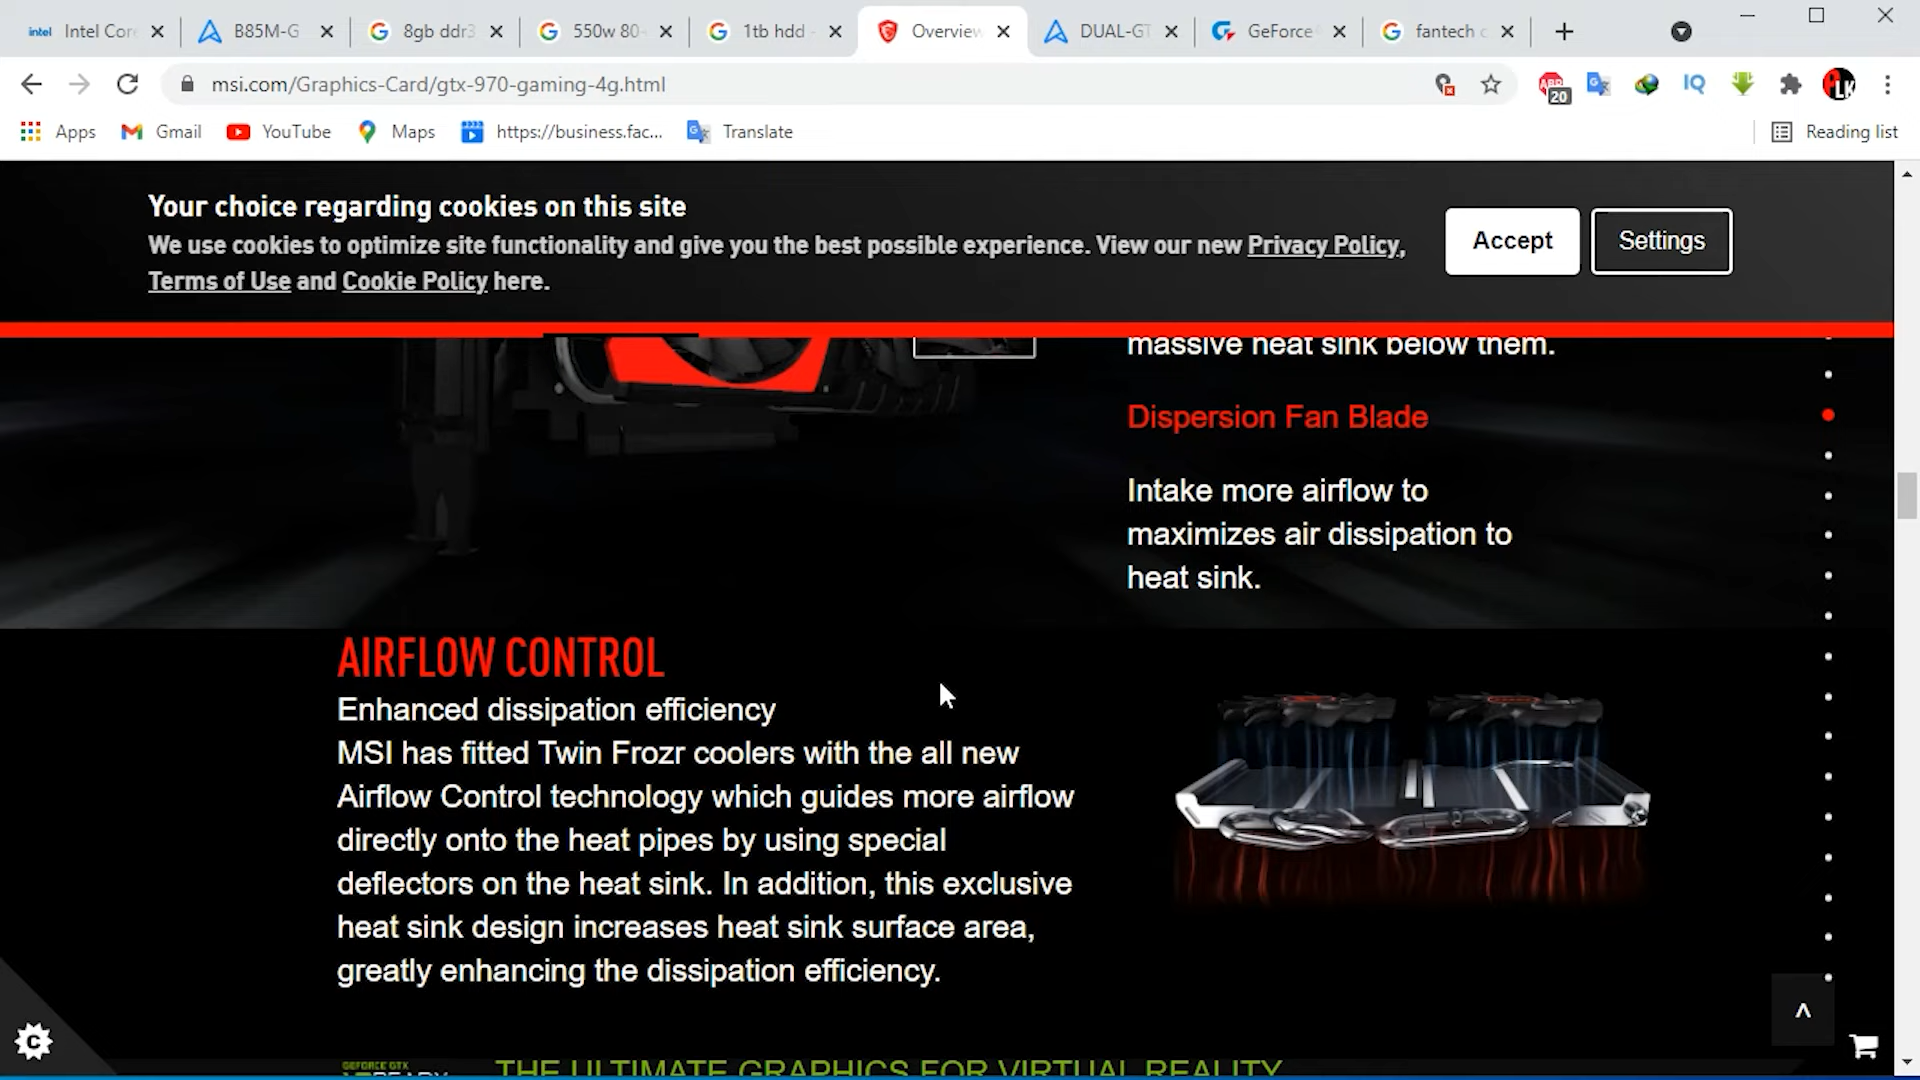 intel Intel Cor
B85M-G
8gb ddr3
550w 80-
1tb hdd
Overview
DUAL-GT
GeForce
fantech c
msi.com/Graphics-Card/gtx-970-gaming-4g.html
ABP
20
IQ
LK
Apps
Gmail
YouTube
Maps
https://business.fac...
Translate
Reading list
Your choice regarding cookies on this site
We use cookies to optimize site functionality and give you the best possible experience. View our new Privacy Policy,
Terms of Use and Cookie Policy here.
Accept
Settings
massive heat sink below them.
Dispersion Fan Blade
Intake more airflow to
maximizes air dissipation to
heat sink.
AIRFLOW CONTROL
Enhanced dissipation efficiency
MSI has fitted Twin Frozr coolers with the all new
Airflow Control technology which guides more airflow
directly onto the heat pipes by using special
deflectors on the heat sink. In addition, this exclusive
heat sink design increases heat sink surface area,
greatly enhancing the dissipation efficiency.
GEFORCE GTX
THE ULTIMATE GRAPHICS FOR VIRTUAL REALITY